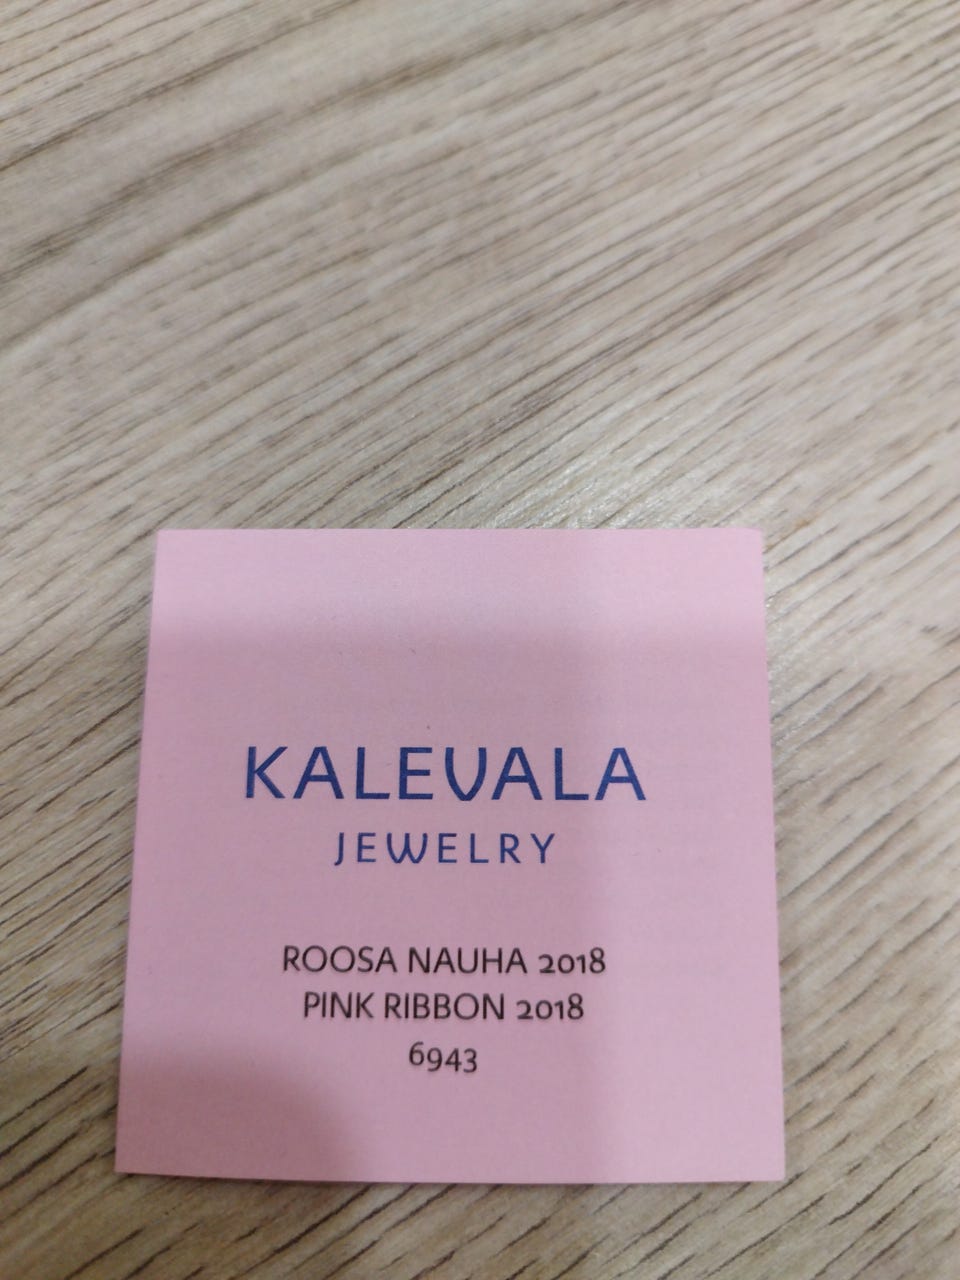 KALEVALA
JEWELRY
ROOSA NAUHA 2018
PINK RIBBON 2018
6943